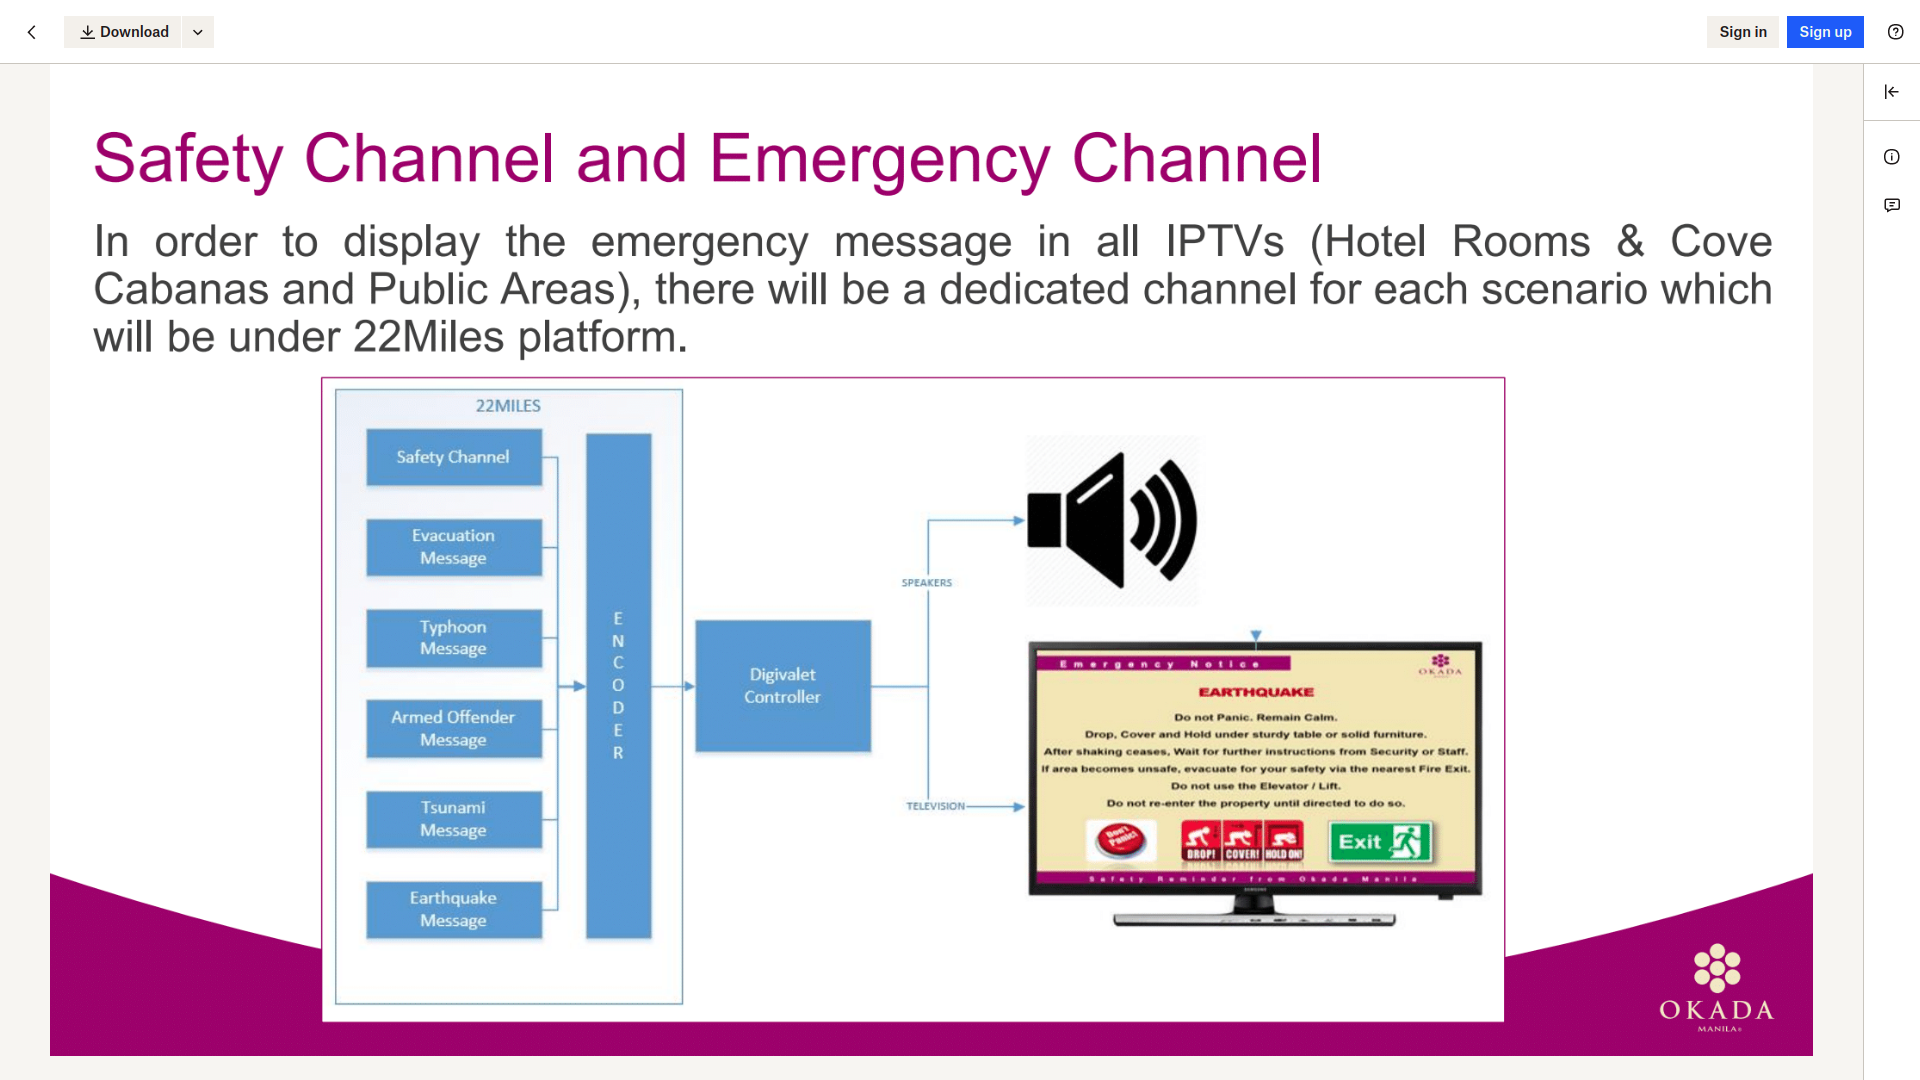 Download
Sign in
Sign up
Safety Channel and Emergency Channel
In order to display the emergency message in all IPTVs (Hotel Rooms & Cove
Cabanas and Public Areas), there will be a dedicated channel for each scenario which
will be under 22Miles platform.
22MILES
Safety Channel
Evacuation
Message
Typhoon
Message
Armed Offender
Message
Tsunami
Message
Earthquake
Message
E
N
C
O
D
E
R
Digivalet
Controller
SPEAKERS
TELEVISION
Emergency Notice
OKADA
EARTHQUAKE
Do not Panic. Remain Calm.
Drop, Cover and Hold under sturdy table or solid furniture.
After shaking ceases, Wait for further instructions from Security or Staff.
If area becomes unsafe, evacuate for your safety via the nearest Fire Exit.
Do not use the Elevator / Lift.
Do not re-enter the property until directed to do so.
Don't
Panic!
DROP! COVER! HOLD ON!
Exit
Safety Reminder from Okada Manila
SAMSUNG
OKADA
MANILA®